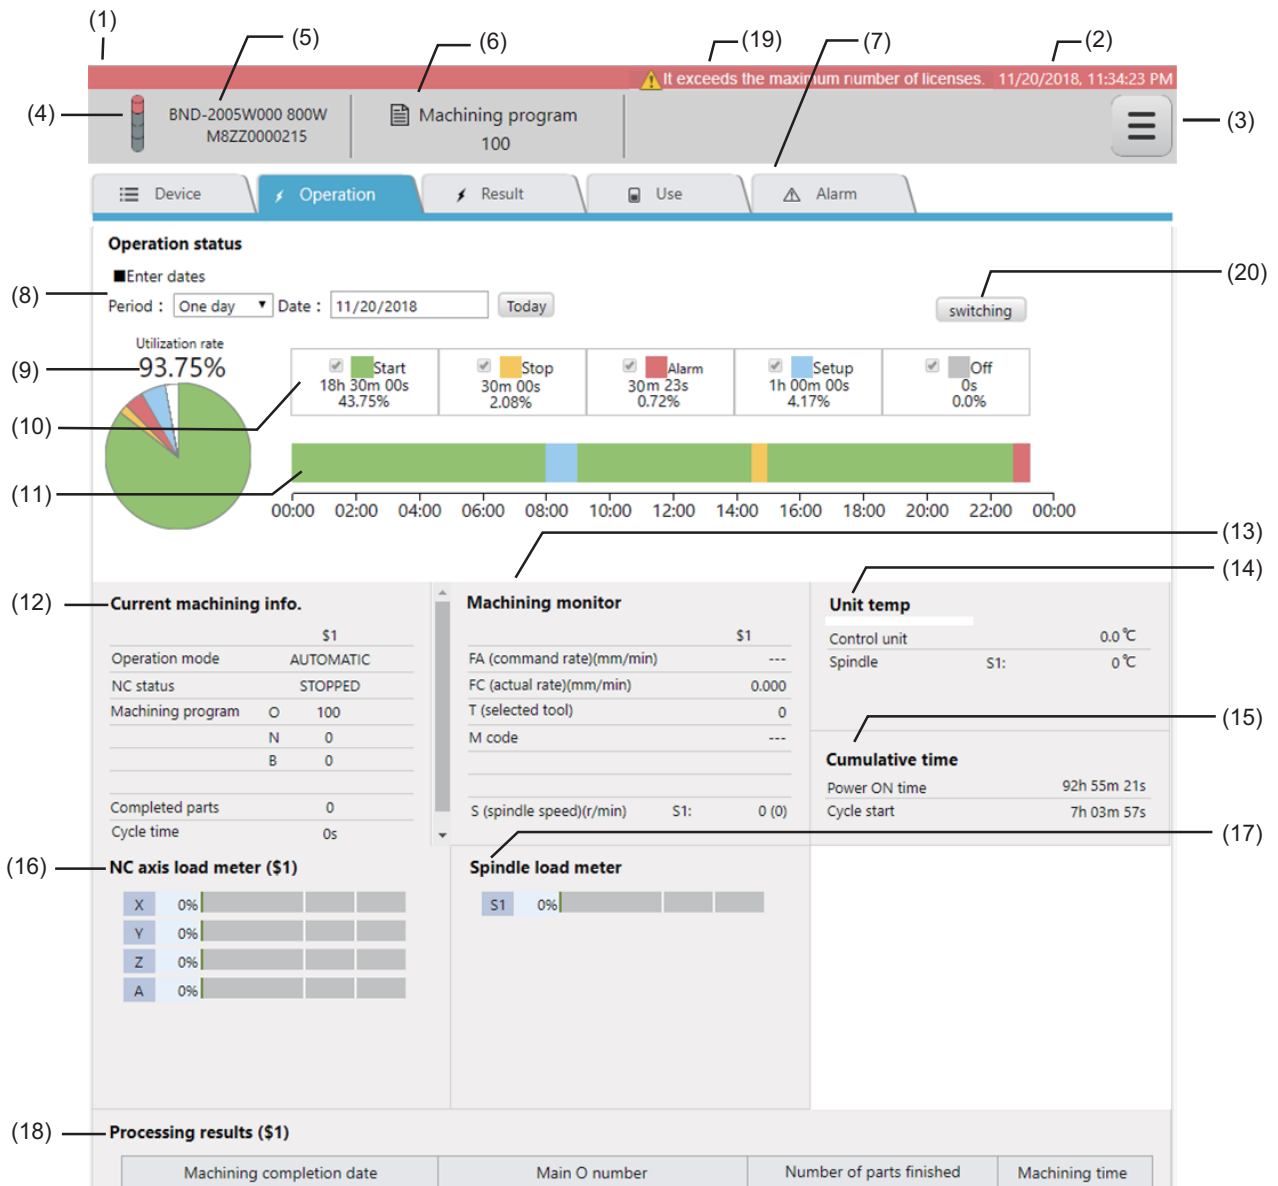 (1)
(5)
(6)
(19)
(7)
(2)
It exceeds the maximum number of licenses. 11/20/2018, 11:34:23 PM
(4)
BND-2005W000 800W
M8ZZ0000215
Machining program
100
(3)
Device
Operation
Result
Use
Alarm
Operation status
■Enter dates
(8)
Period : One day Date : 11/20/2018 Today
switching
(20)
Utilization rate
(9)
93.75%
Start
18h 30m 00s
43.75%
Stop
30m 00s
2.08%
Alarm
30m 23s
0.72%
Setup
1h 00m 00s
4.17%
Off
0s
0.0%
(10)
(11)
00:00 02:00 04:00 06:00 08:00 10:00 12:00 14:00 16:00 18:00 20:00 22:00 00:00
(13)
(14)
(12)
Current machining info.
$1
Operation mode AUTOMATIC
NC status STOPPED
Machining program O 100
N 0
B 0
Completed parts 0
Cycle time 0s
Machining monitor
$1
FA (command rate)(mm/min) ---
FC (actual rate)(mm/min) 0.000
T (selected tool) 0
M code ---
S (spindle speed)(r/min) S1: 0 (0)
Unit temp
Control unit 0.0℃
Spindle S1: 0℃
(15)
Cumulative time
Power ON time 92h 55m 21s
Cycle start 7h 03m 57s
(17)
(16)
NC axis load meter ($1)
X 0%
Y 0%
Z 0%
A 0%
Spindle load meter
S1 0%
(18)
Processing results ($1)
Machining completion date Main O number Number of parts finished Machining time